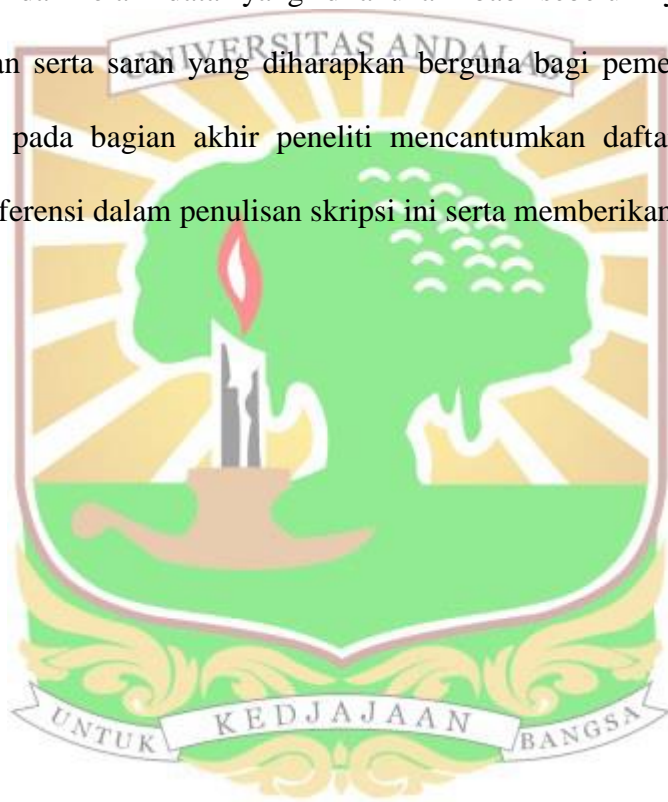 UNIVERSITAS ANDALAS
an serta saran yang diharapkan berguna bagi peme
pada bagian akhir peneliti mencantumkan dafta
ferensi dalam penulisan skripsi ini serta memberikan
UNTUK KEDJAJAAN BANGSA